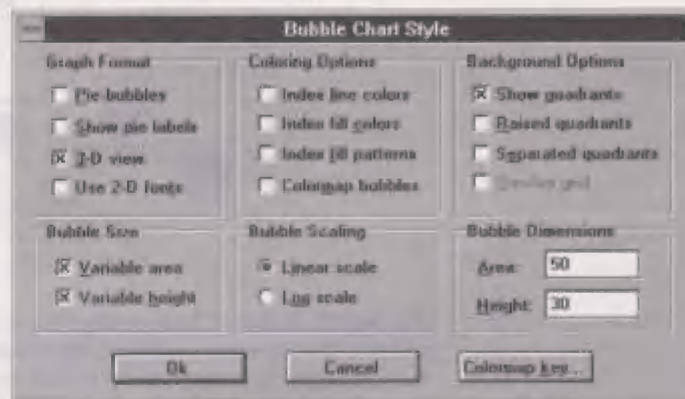 Bubble Chart Style
Graph Format
Pie-bubbles
Show pie labels
3-D view
Use 2-D fonts
Coloring Options
Index line colors
Index fill colors
Index fill patterns
Colormap bubbles
Background Options
Show quadrants
Raised quadrants
Separated quadrants
grid
Bubble Size
Variable area
Variable height
Bubble Scaling
Linear scale
Log scale
Bubble Dimensions
Area: 50
Height: 30
Ok
Cancel
Colormap key...